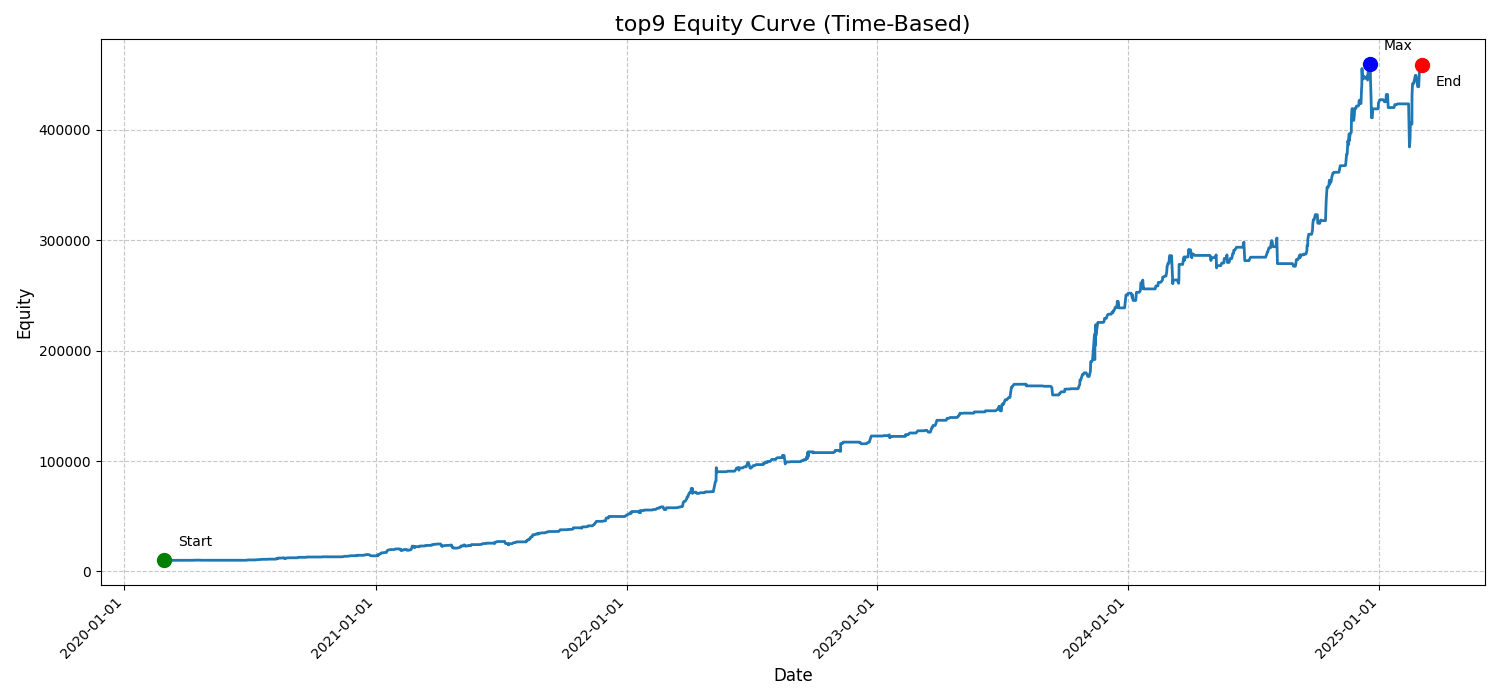 top9 Equity Curve (Time-Based)
Max
End
400000
300000
Equity
200000
100000
Start
0
2020-01-01
2021-01-01
2022-01-01
2023-01-01
2024-01-01
2025-01-01
Date